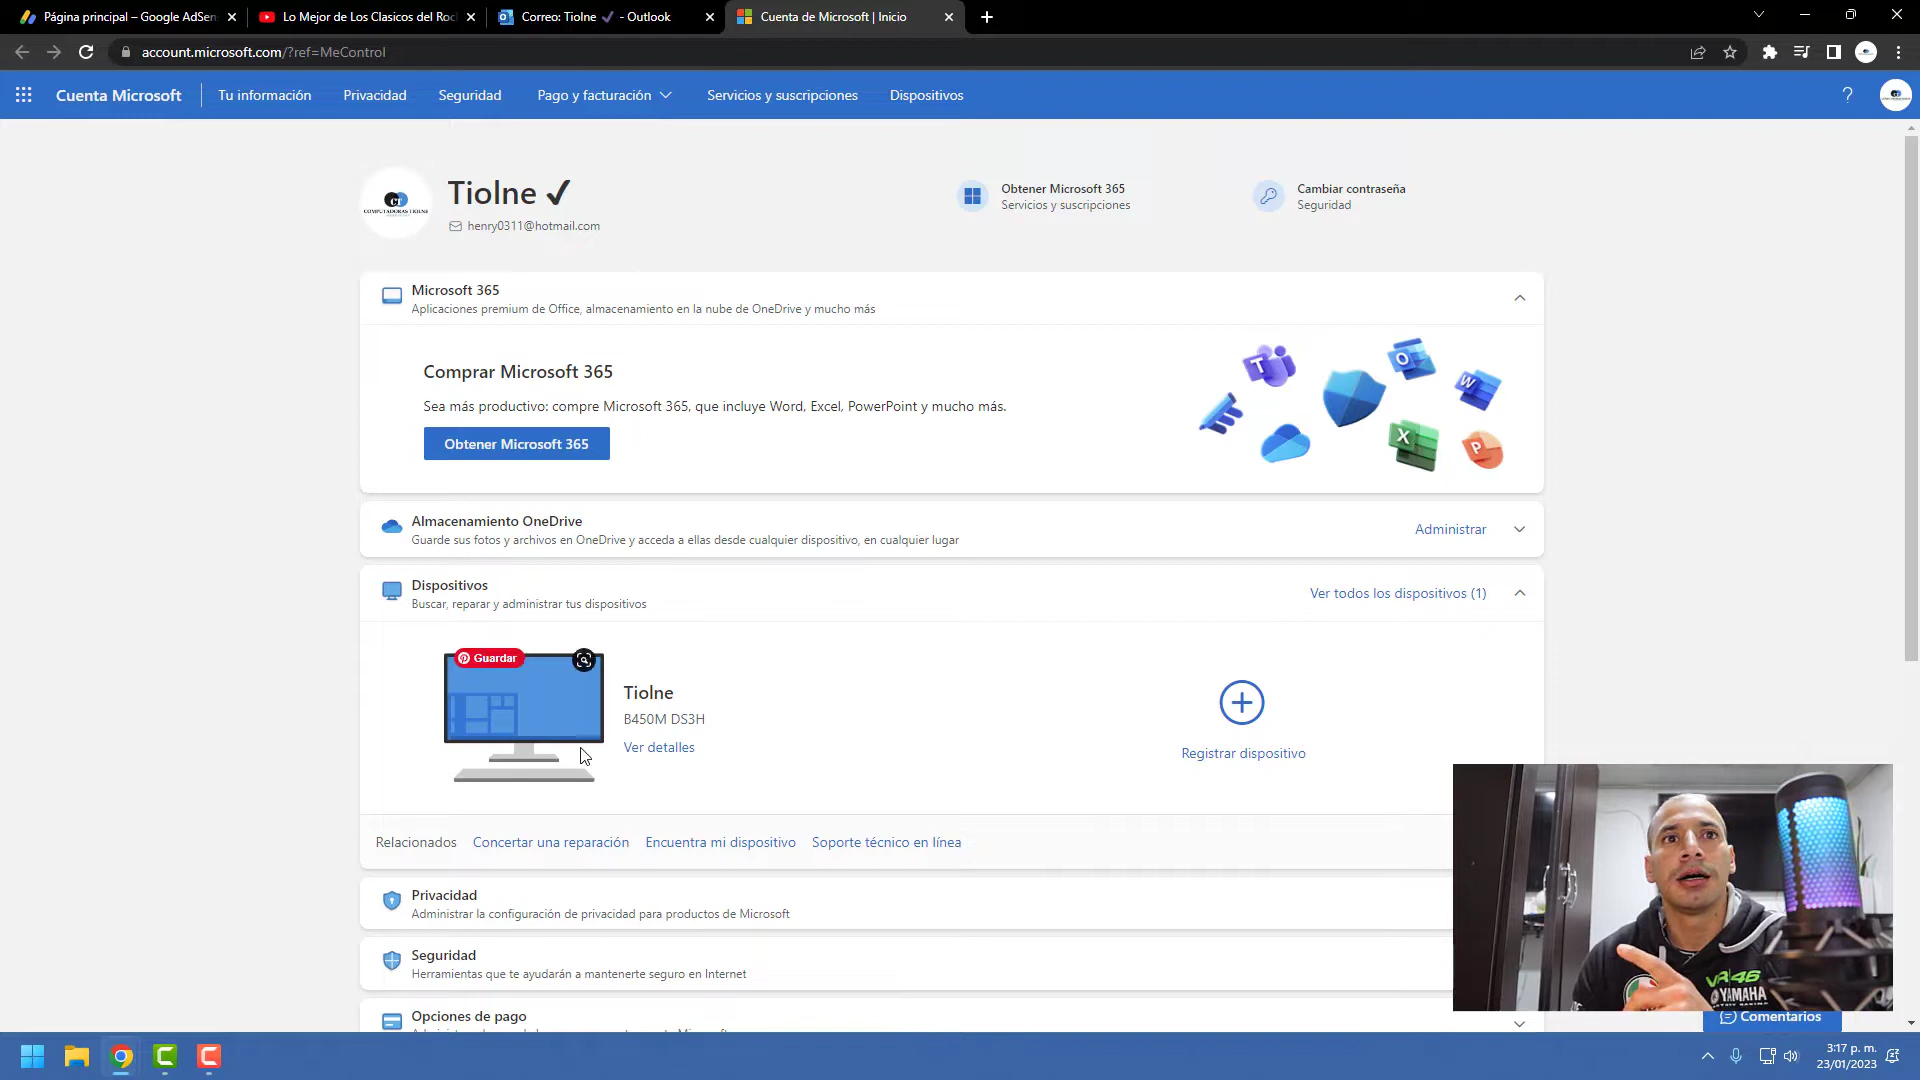 Página principal – Google AdSen
Lo Mejor de Los Clasicos del Roc
Correo: Tiolne ✔ - Outlook
Cuenta de Microsoft | Inicio
account.microsoft.com/?ref=MeControl
Cuenta Microsoft
Tu información
Privacidad
Seguridad
Pago y facturación
Servicios y suscripciones
Dispositivos
?
CT
COMPUTADORAS TIOLNE
Tiolne ✔
henry0311@hotmail.com
Obtener Microsoft 365
Servicios y suscripciones
Cambiar contraseña
Seguridad
Microsoft 365
Aplicaciones premium de Office, almacenamiento en la nube de OneDrive y mucho más
Comprar Microsoft 365
Sea más productivo: compre Microsoft 365, que incluye Word, Excel, PowerPoint y mucho más.
Obtener Microsoft 365
T
O
W
X
P
Almacenamiento OneDrive
Guarde sus fotos y archivos en OneDrive y acceda a ellas desde cualquier dispositivo, en cualquier lugar
Administrar
Dispositivos
Buscar, reparar y administrar tus dispositivos
Ver todos los dispositivos (1)
Guardar
Tiolne
B450M DS3H
Ver detalles
Registrar dispositivo
Relacionados
Concertar una reparación
Encuentra mi dispositivo
Soporte técnico en línea
Privacidad
Administrar la configuración de privacidad para productos de Microsoft
Seguridad
Herramientas que te ayudarán a mantenerte seguro en Internet
Opciones de pago
VR46
YAMAHA
Comentarios
C
C
3:17 p. m.
23/01/2023